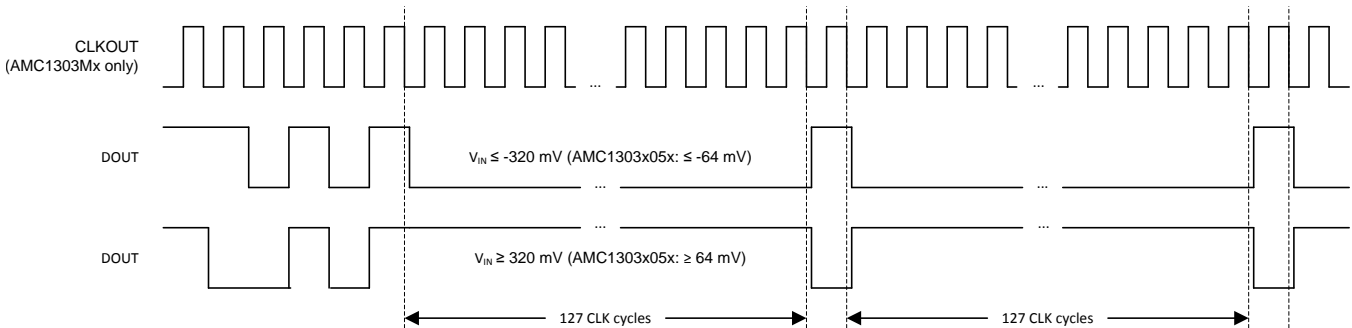 CLKOUT
(AMC1303Mx only)
...
...
DOUT
VIN ≤ -320 mV (AMC1303x05x: ≤ -64 mV)
...
...
DOUT
...
...
VIN ≥ 320 mV (AMC1303x05x: ≥ 64 mV)
127 CLK cycles
127 CLK cycles